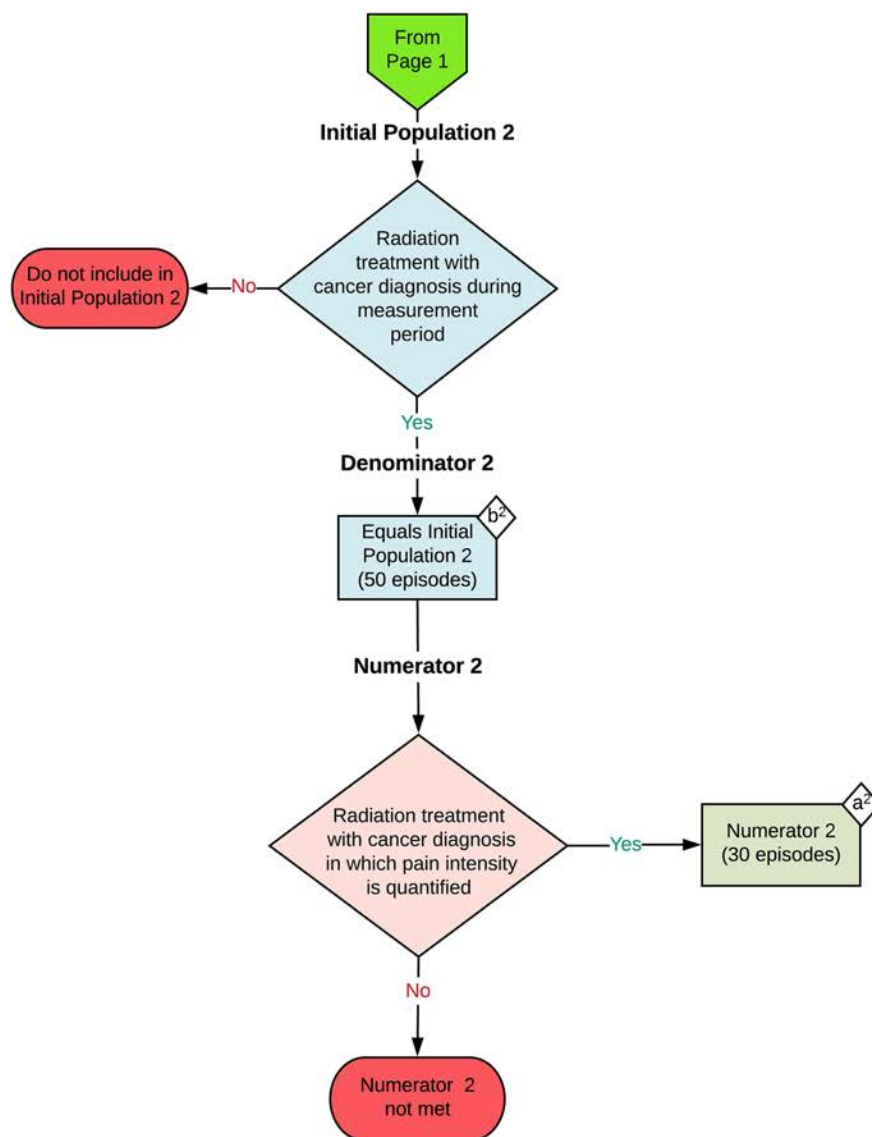 From
Page 1
Initial Population 2
Radiation
treatment with
cancer diagnosis during
measurement
period
No
Do not include in
Initial Population 2
Yes
Denominator 2
b²
Equals Initial
Population 2
(50 episodes)
Numerator 2
Radiation treatment
with cancer diagnosis
in which pain intensity
is quantified
Yes
a²
Numerator 2
(30 episodes)
No
Numerator 2
not met